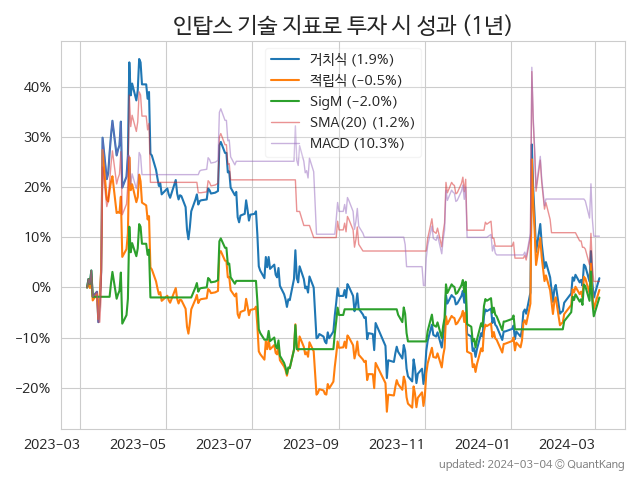 인탑스 기술 지표로 투자 시 성과 (1년)
거치식 (1.9%)
적립식 (−0.5%)
SigM (−2.0%)
SMA(20) (1.2%)
MACD (10.3%)
40%
30%
20%
10%
0%
−10%
−20%
2023-03 2023-05 2023-07 2023-09 2023-11 2024-01 2024-03
updated: 2024-03-04 ⓒ QuantKang